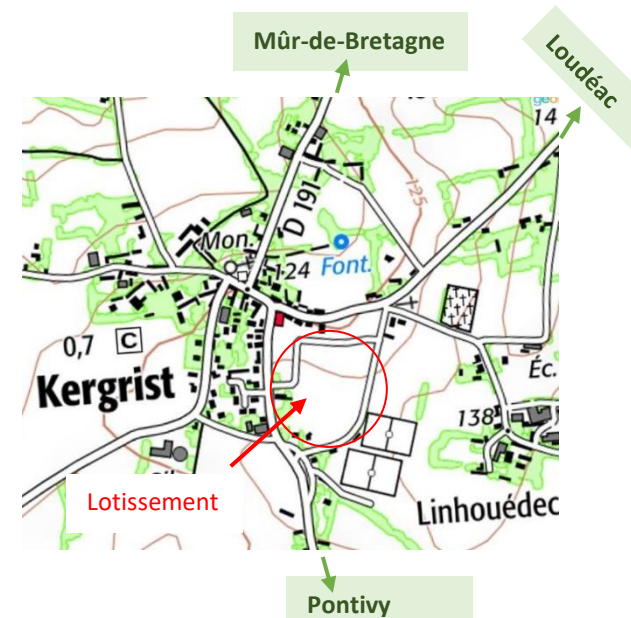 Mûr-de-Bretagne
Loudéac
14
D 191
125
Mon.
124
Font.
0,7 C
Kergrist
Éc.
138
Lotissement
Linhouédec
Pontivy